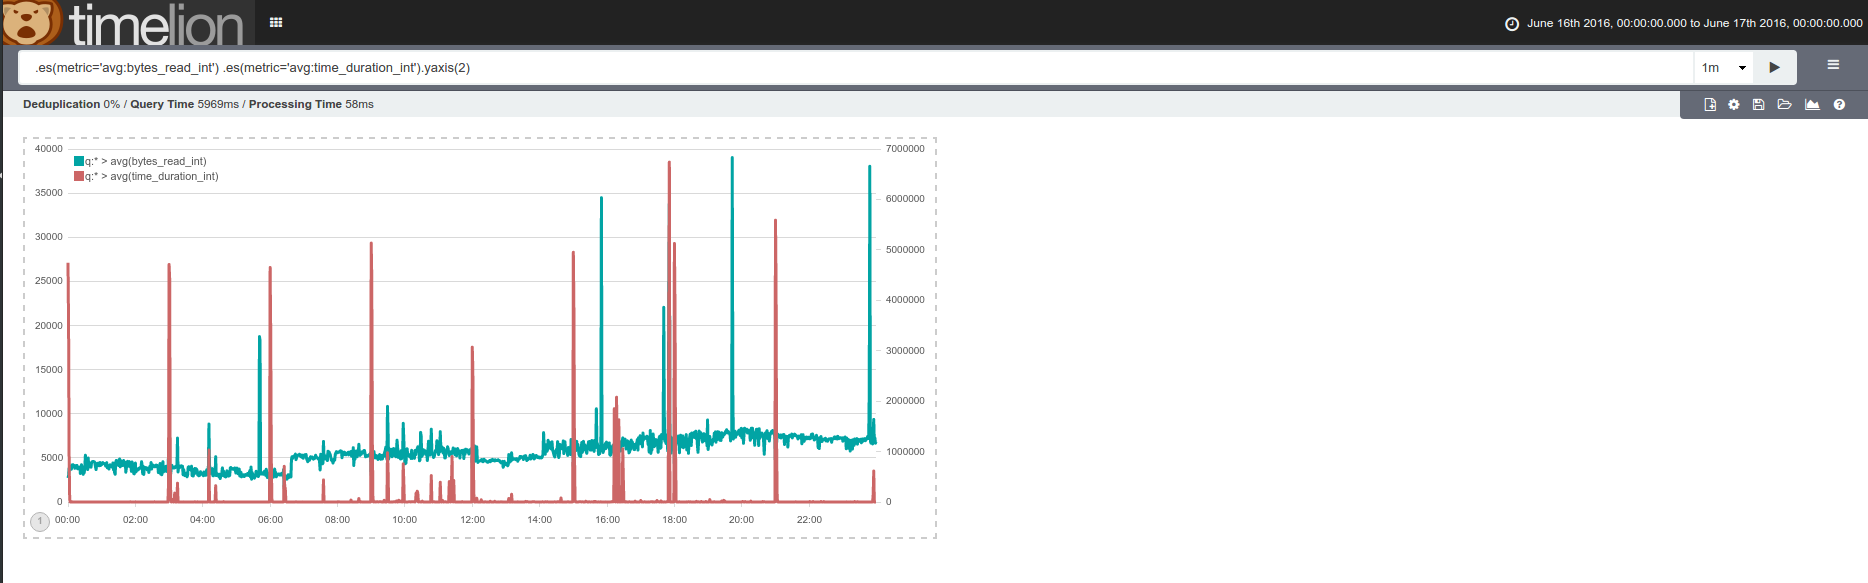 timelion
June 16th 2016, 00:00:00.000 to June 17th 2016, 00:00:00.000
.es(metric='avg:bytes_read_int') .es(metric='avg:time_duration_int').yaxis(2)
1m
Deduplication 0% / Query Time 5969ms / Processing Time 58ms
q:* > avg(bytes_read_int)
q:* > avg(time_duration_int)
40000
35000
30000
25000
20000
15000
10000
5000
0
7000000
6000000
5000000
4000000
3000000
2000000
1000000
0
1
00:00 02:00 04:00 06:00 08:00 10:00 12:00 14:00 16:00 18:00 20:00 22:00